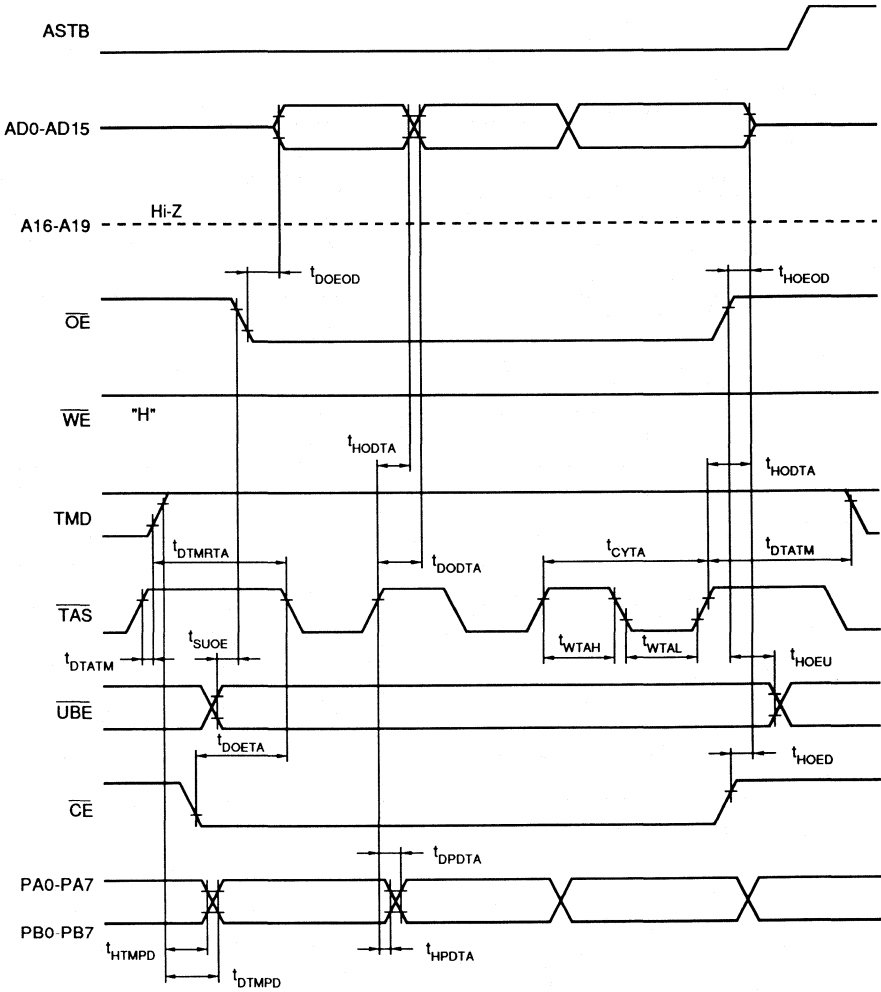 ASTB
AD0-AD15
Hi-Z
A16-A19
tDOEOD
tHOEOD
OE
"H"
WE
tHODTA
tHODTA
TMD
tDTMRTA
tDODTA
tCYTA
tDTATM
TAS
tSUOE
tWTAH
tWTAL
tDTATM
tHOEU
UBE
tDOETA
tHOED
CE
tDPDTA
PA0-PA7
PB0-PB7
tHTMPD
tHPDTA
tDTMPD